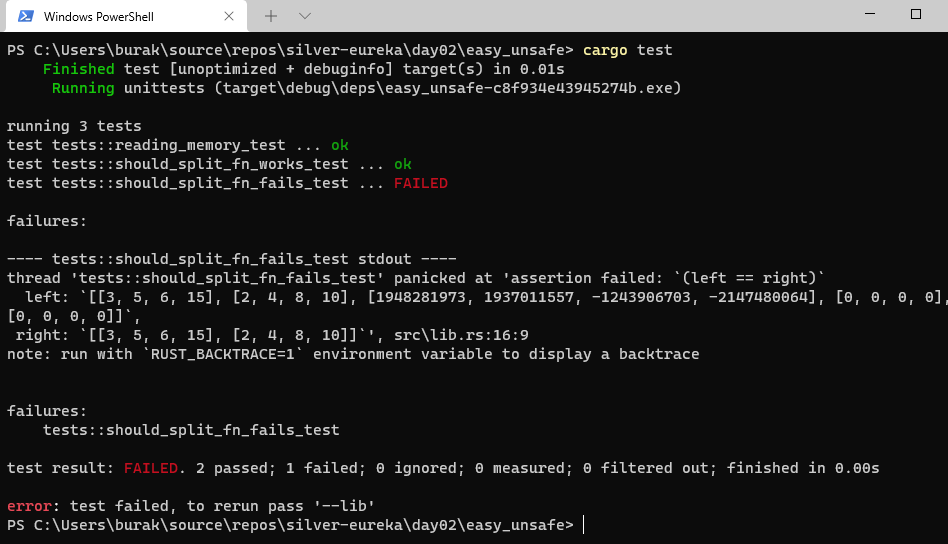 Windows PowerShell
PS C:\Users\burak\source\repos\silver-eureka\day02\easy_unsafe> cargo test
    Finished test [unoptimized + debuginfo] target(s) in 0.01s
     Running unittests (target\debug\deps\easy_unsafe-c8f934e43945274b.exe)
running 3 tests
test tests::reading_memory_test ... ok
test tests::should_split_fn_works_test ... ok
test tests::should_split_fn_fails_test ... FAILED
failures:
---- tests::should_split_fn_fails_test stdout ----
thread 'tests::should_split_fn_fails_test' panicked at 'assertion failed: `(left == right)`
  left: `[[3, 5, 6, 15], [2, 4, 8, 10], [1948281973, 1937011557, -1243906703, -2147480064], [0, 0, 0, 0],
[0, 0, 0, 0]]`,
 right: `[[3, 5, 6, 15], [2, 4, 8, 10]]`', src\lib.rs:16:9
note: run with `RUST_BACKTRACE=1` environment variable to display a backtrace
failures:
    tests::should_split_fn_fails_test
test result: FAILED. 2 passed; 1 failed; 0 ignored; 0 measured; 0 filtered out; finished in 0.00s
error: test failed, to rerun pass '--lib'
PS C:\Users\burak\source\repos\silver-eureka\day02\easy_unsafe>